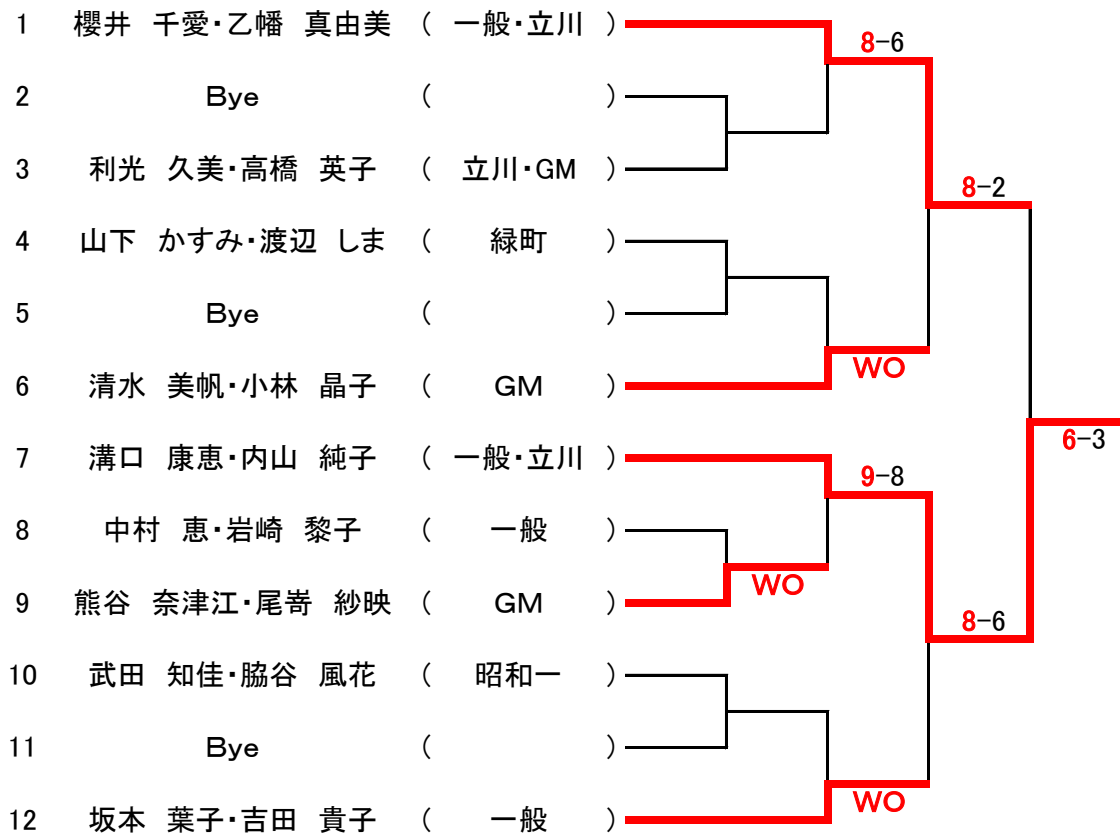 1 櫻井 千愛・乙幡 真由美 ( 一般・立川 )
8-6
2 Bye ( )
3 利光 久美・高橋 英子 ( 立川・GM )
8-2
4 山下 かすみ・渡辺 しま ( 緑町 )
5 Bye ( )
WO
6 清水 美帆・小林 晶子 ( GM )
6-3
7 溝口 康恵・内山 純子 ( 一般・立川 )
9-8
8 中村 恵・岩崎 黎子 ( 一般 )
WO
9 熊谷 奈津江・尾嵜 紗映 ( GM )
8-6
10 武田 知佳・脇谷 風花 ( 昭和一 )
11 Bye ( )
WO
12 坂本 葉子・吉田 貴子 ( 一般 )